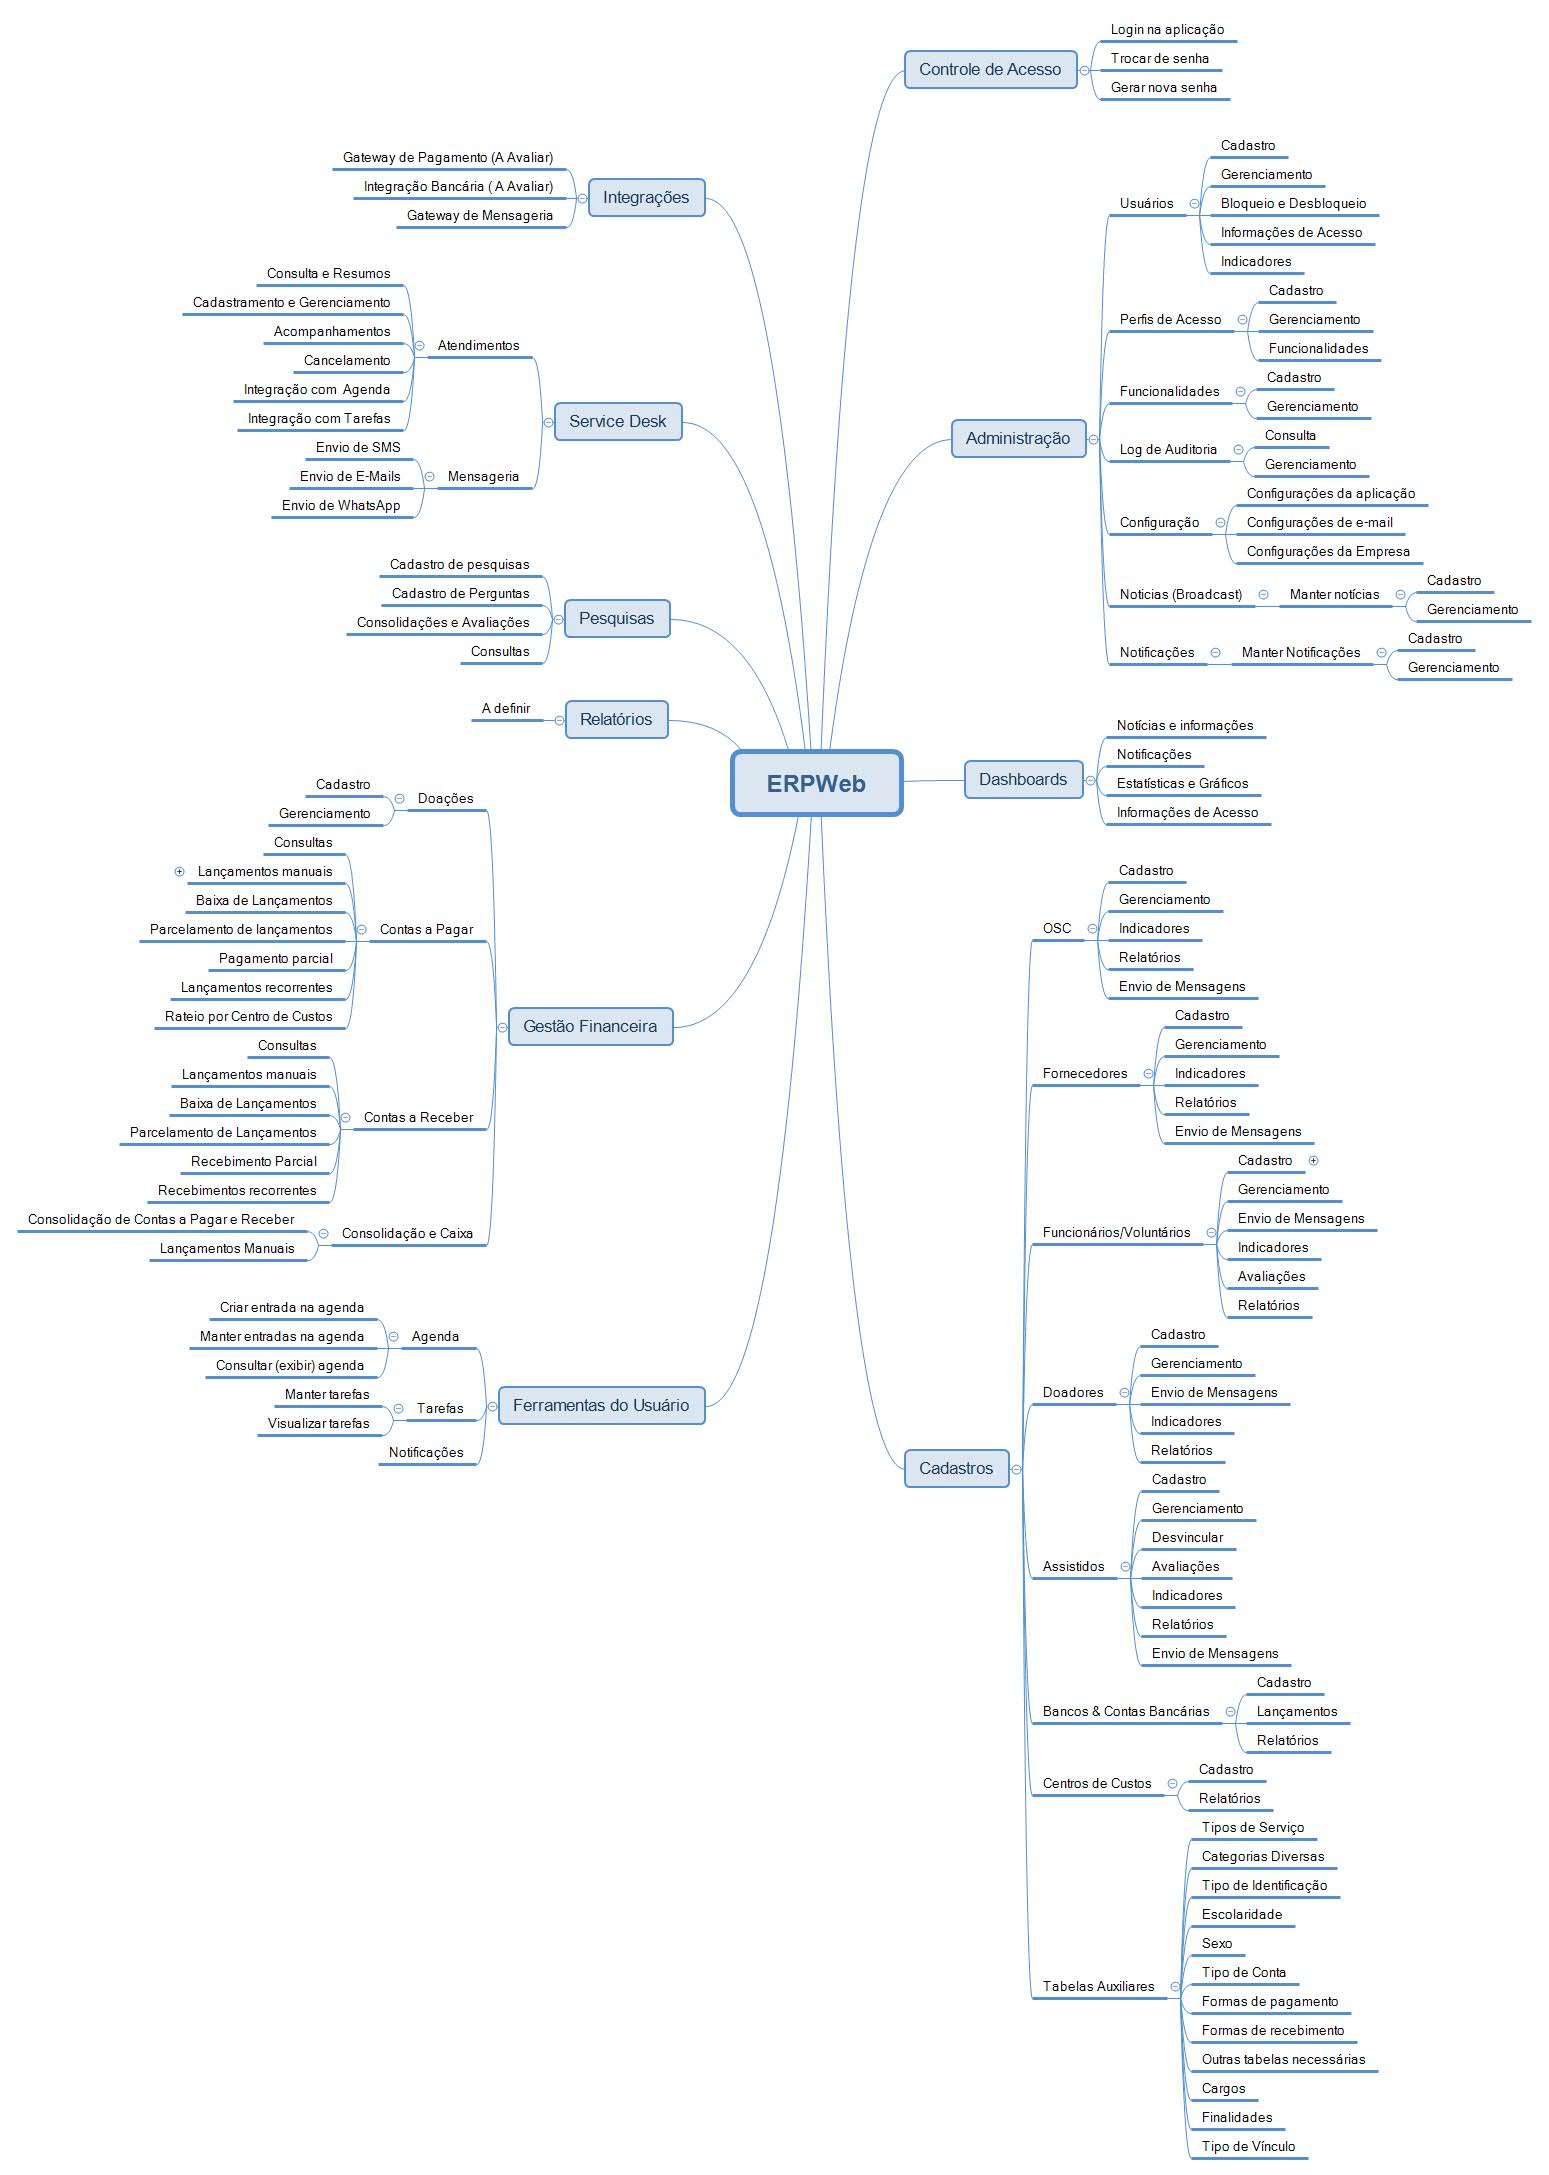 ERPWeb
Controle de Acesso
Login na aplicação
Trocar de senha
Gerar nova senha
Administração
Usuários
Cadastro
Gerenciamento
Bloqueio e Desbloqueio
Informações de Acesso
Indicadores
Perfis de Acesso
Cadastro
Gerenciamento
Funcionalidades
Funcionalidades
Cadastro
Gerenciamento
Log de Auditoria
Consulta
Gerenciamento
Configuração
Configurações da aplicação
Configurações de e-mail
Configurações da Empresa
Noticias (Broadcast)
Manter notícias
Cadastro
Gerenciamento
Notificações
Manter Notificações
Cadastro
Gerenciamento
Dashboards
Notícias e informações
Notificações
Estatísticas e Gráficos
Informações de Acesso
Cadastros
OSC
Cadastro
Gerenciamento
Indicadores
Relatórios
Envio de Mensagens
Fornecedores
Cadastro
Gerenciamento
Indicadores
Relatórios
Envio de Mensagens
Funcionários/Voluntários
Cadastro
Gerenciamento
Envio de Mensagens
Indicadores
Avaliações
Relatórios
Doadores
Cadastro
Gerenciamento
Envio de Mensagens
Indicadores
Relatórios
Assistidos
Cadastro
Gerenciamento
Desvincular
Avaliações
Indicadores
Relatórios
Envio de Mensagens
Bancos & Contas Bancárias
Cadastro
Lançamentos
Relatórios
Centros de Custos
Cadastro
Relatórios
Tabelas Auxiliares
Tipos de Serviço
Categorias Diversas
Tipo de Identificação
Escolaridade
Sexo
Tipo de Conta
Formas de pagamento
Formas de recebimento
Outras tabelas necessárias
Cargos
Finalidades
Tipo de Vínculo
Integrações
Gateway de Pagamento (A Avaliar)
Integração Bancária ( A Avaliar)
Gateway de Mensageria
Service Desk
Atendimentos
Consulta e Resumos
Cadastramento e Gerenciamento
Acompanhamentos
Cancelamento
Integração com  Agenda
Integração com Tarefas
Mensageria
Envio de SMS
Envio de E-Mails
Envio de WhatsApp
Pesquisas
Cadastro de pesquisas
Cadastro de Perguntas
Consolidações e Avaliações
Consultas
Relatórios
A definir
Gestão Financeira
Doações
Cadastro
Gerenciamento
Contas a Pagar
Consultas
Lançamentos manuais
Baixa de Lançamentos
Parcelamento de lançamentos
Pagamento parcial
Lançamentos recorrentes
Rateio por Centro de Custos
Contas a Receber
Consultas
Lançamentos manuais
Baixa de Lançamentos
Parcelamento de Lançamentos
Recebimento Parcial
Recebimentos recorrentes
Consolidação e Caixa
Consolidação de Contas a Pagar e Receber
Lançamentos Manuais
Ferramentas do Usuário
Agenda
Criar entrada na agenda
Manter entradas na agenda
Consultar (exibir) agenda
Tarefas
Manter tarefas
Visualizar tarefas
Notificações